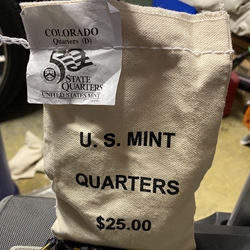 COLORADO
Quarters (D)
50
STATE
QUARTERS
UNITED STATES MINT
U. S. MINT
QUARTERS
$25.00